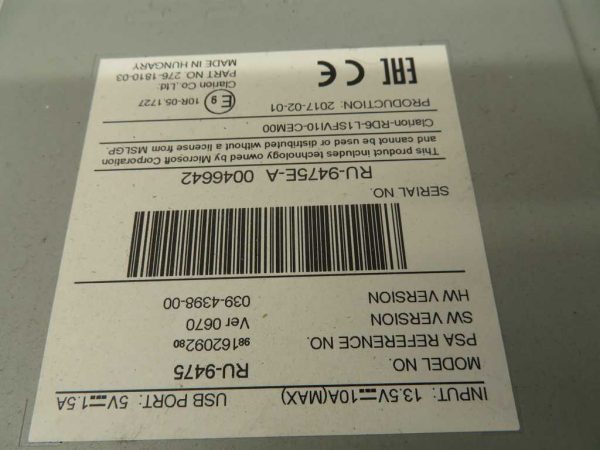 INPUT: 13.5V⎓10A(MAX) USB PORT: 5V⎓1.5A
MODEL NO. RU-9475
PSA REFERENCE NO. 9816209280
SW VERSION Ver 0670
HW VERSION 039-4398-00
SERIAL NO.
RU-9475E-A 0046642
This product includes technology owned by Microsoft Corporation
and cannot be used or distributed without a license from MSLGP.
Clarion-RD6-L1SFVI10-CEM00
PRODUCTION: 2017-02-01
EAC CE E9 10R-05.1727
Clarion Co.,Ltd.
PART NO. 276-1810-03
MADE IN HUNGARY